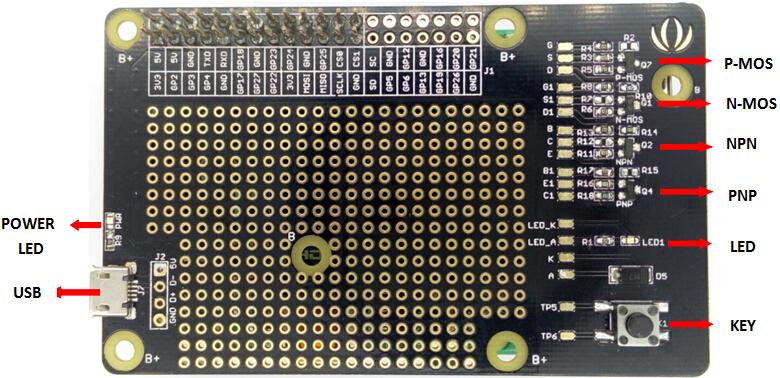 B+
5V
5V
GND
TXD
RXD
GP18
GND
GP23
GP24
GND
GP25
CS0
CS1
SC
GND
GP12
GND
GP16
GP20
GP21
3V3
GP2
GP3
GP4
GND
GP17
GP27
GP22
3V3
MOSI
MISO
SCLK
GND
SD
GP5
GP6
GP13
GP19
GP26
GND
J1
B+
G R4 R2
S R3 Q7
D R5
P-MOS
P-MOS
B
G1 R8 R10
S1 R7 Q1
D1 R6
N-MOS
N-MOS
B R13 R14
C R12 Q2
E R11
NPN
NPN
B1 R17 R15
E1 R16 Q4
C1 R18
PNP
PNP
POWER
LED
PWR
R9
LED_K
LED_A R1 LED1
LED
K
A D5
B
J2
5V
D-
D+
GND
USB
J7
TP5
TP6
K1
KEY
B+
B+